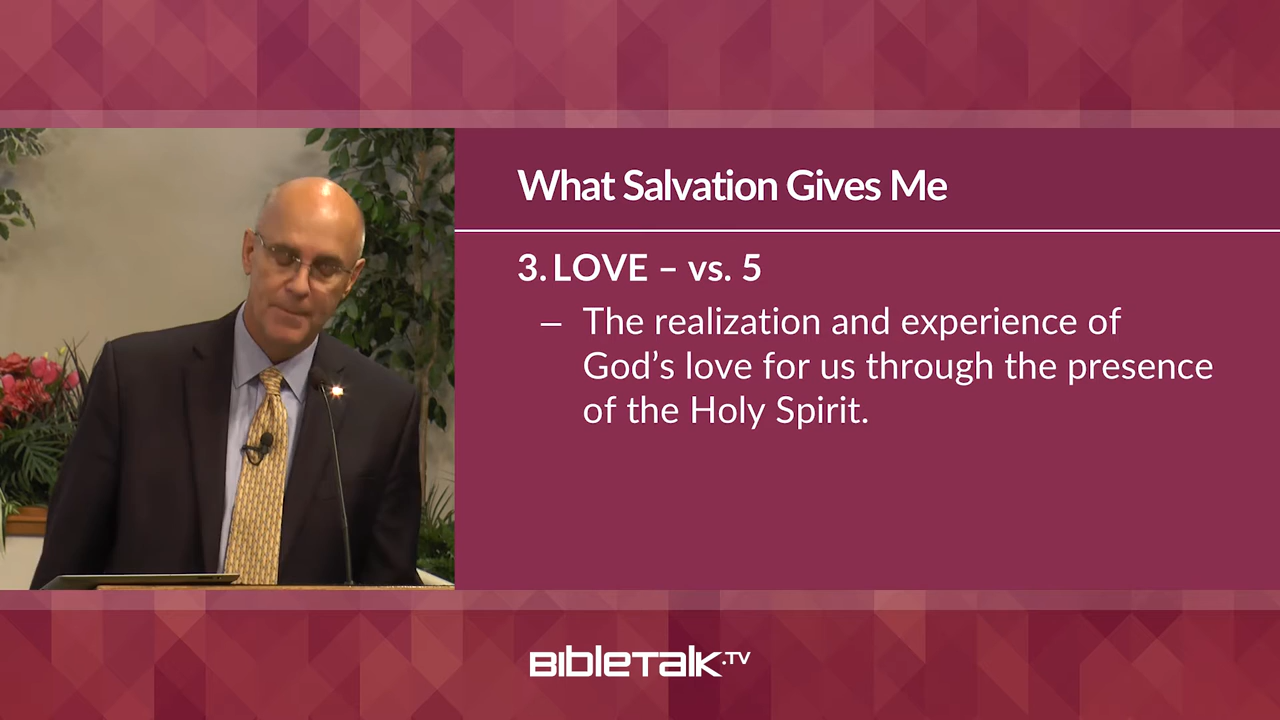 What Salvation Gives Me
3. LOVE – vs. 5
– The realization and experience of
God's love for us through the presence
of the Holy Spirit.
BIBLETALK.TV